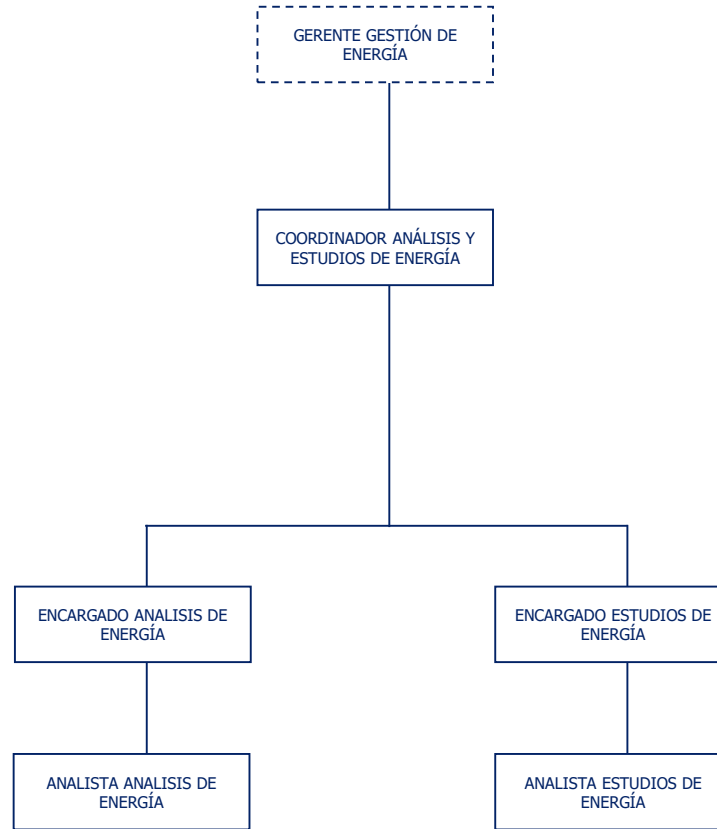 GERENTE GESTIÓN DE
ENERGÍA
COORDINADOR ANÁLISIS Y
ESTUDIOS DE ENERGÍA
ENCARGADO ANALISIS DE
ENERGÍA
ENCARGADO ESTUDIOS DE
ENERGÍA
ANALISTA ANALISIS DE
ENERGÍA
ANALISTA ESTUDIOS DE
ENERGÍA